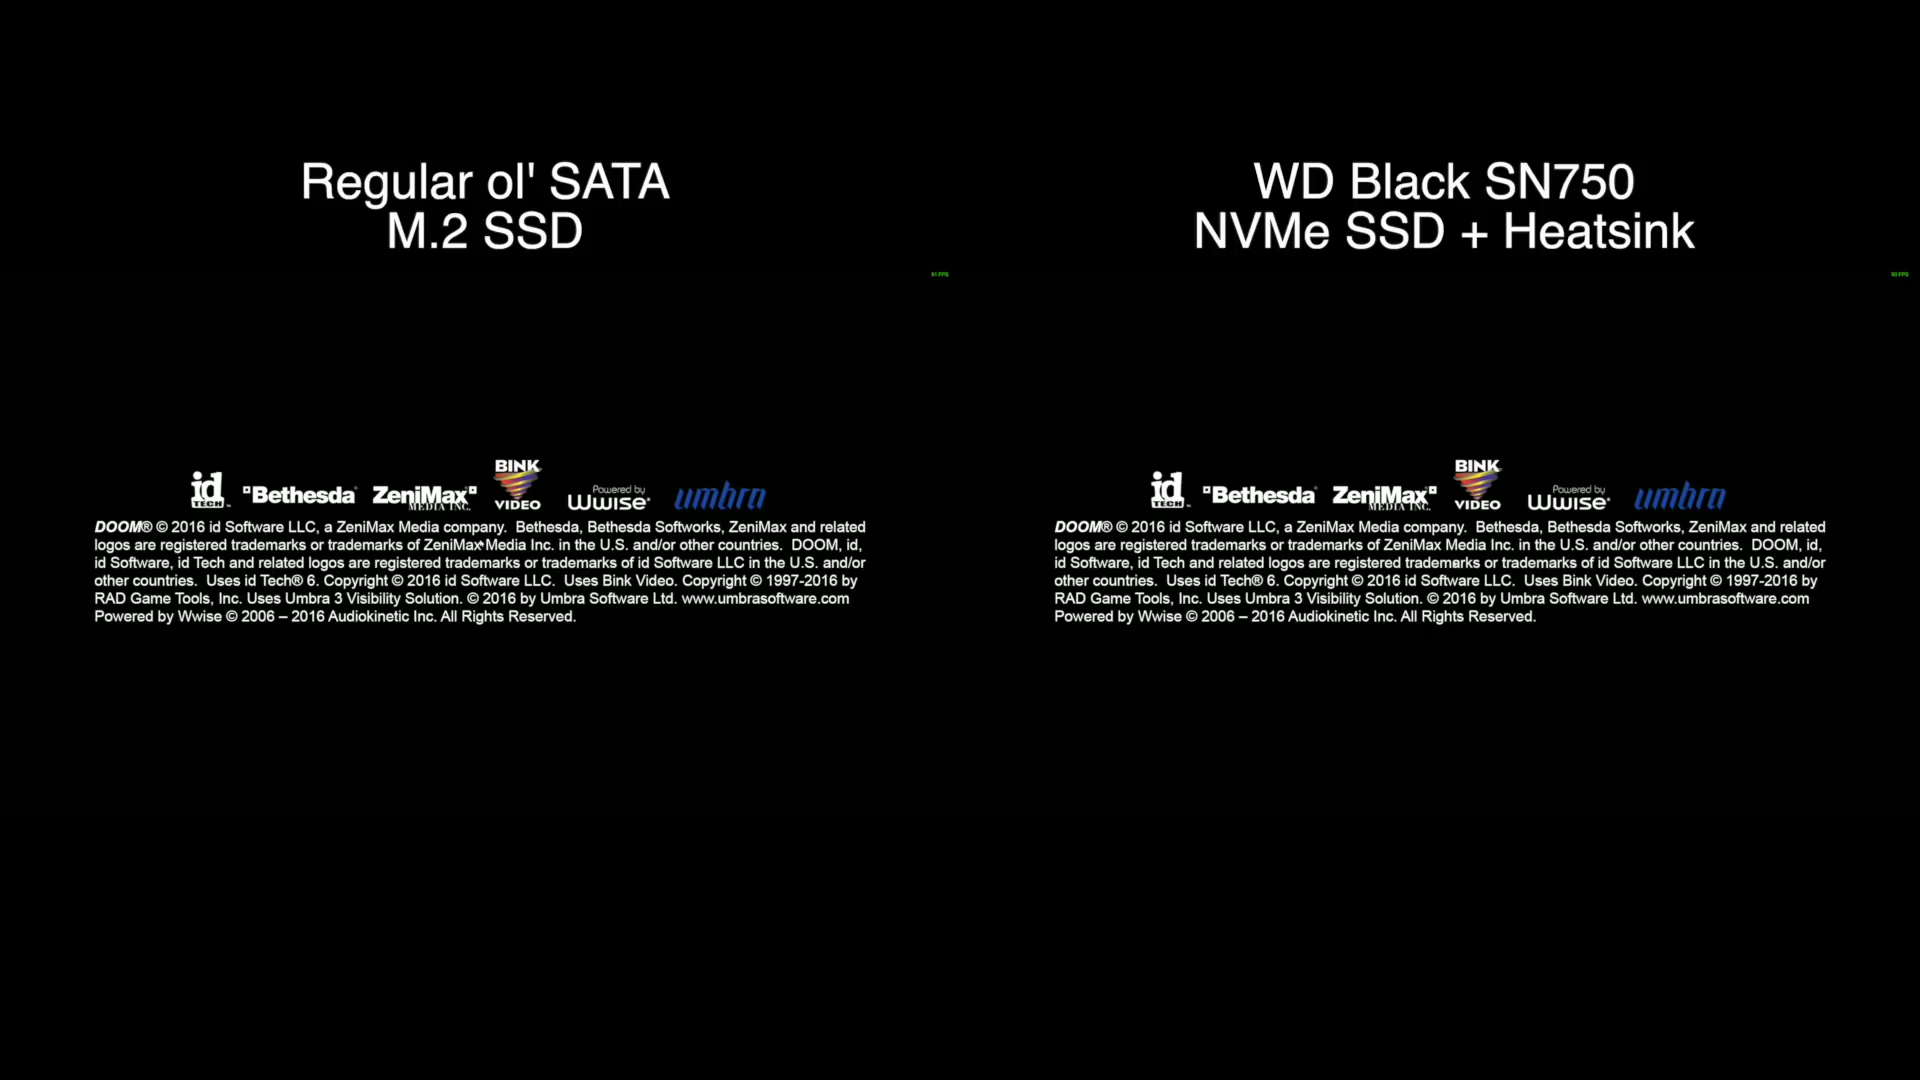 Regular ol' SATA
M.2 SSD
91 FPS
id
TECH™
Bethesda®
ZeniMax®
MEDIA INC.
BINK
VIDEO
Powered by
Wwise®
umbra
DOOM® © 2016 id Software LLC, a ZeniMax Media company.  Bethesda, Bethesda Softworks, ZeniMax and related
logos are registered trademarks or trademarks of ZeniMax Media Inc. in the U.S. and/or other countries.  DOOM, id,
id Software, id Tech and related logos are registered trademarks or trademarks of id Software LLC in the U.S. and/or
other countries.  Uses id Tech® 6. Copyright © 2016 id Software LLC.  Uses Bink Video. Copyright © 1997-2016 by
RAD Game Tools, Inc. Uses Umbra 3 Visibility Solution. © 2016 by Umbra Software Ltd. www.umbrasoftware.com
Powered by Wwise © 2006 – 2016 Audiokinetic Inc. All Rights Reserved.
WD Black SN750
NVMe SSD + Heatsink
90 FPS
id
TECH™
Bethesda®
ZeniMax®
MEDIA INC.
BINK
VIDEO
Powered by
Wwise®
umbra
DOOM® © 2016 id Software LLC, a ZeniMax Media company.  Bethesda, Bethesda Softworks, ZeniMax and related
logos are registered trademarks or trademarks of ZeniMax Media Inc. in the U.S. and/or other countries.  DOOM, id,
id Software, id Tech and related logos are registered trademarks or trademarks of id Software LLC in the U.S. and/or
other countries.  Uses id Tech® 6. Copyright © 2016 id Software LLC.  Uses Bink Video. Copyright © 1997-2016 by
RAD Game Tools, Inc. Uses Umbra 3 Visibility Solution. © 2016 by Umbra Software Ltd. www.umbrasoftware.com
Powered by Wwise © 2006 – 2016 Audiokinetic Inc. All Rights Reserved.